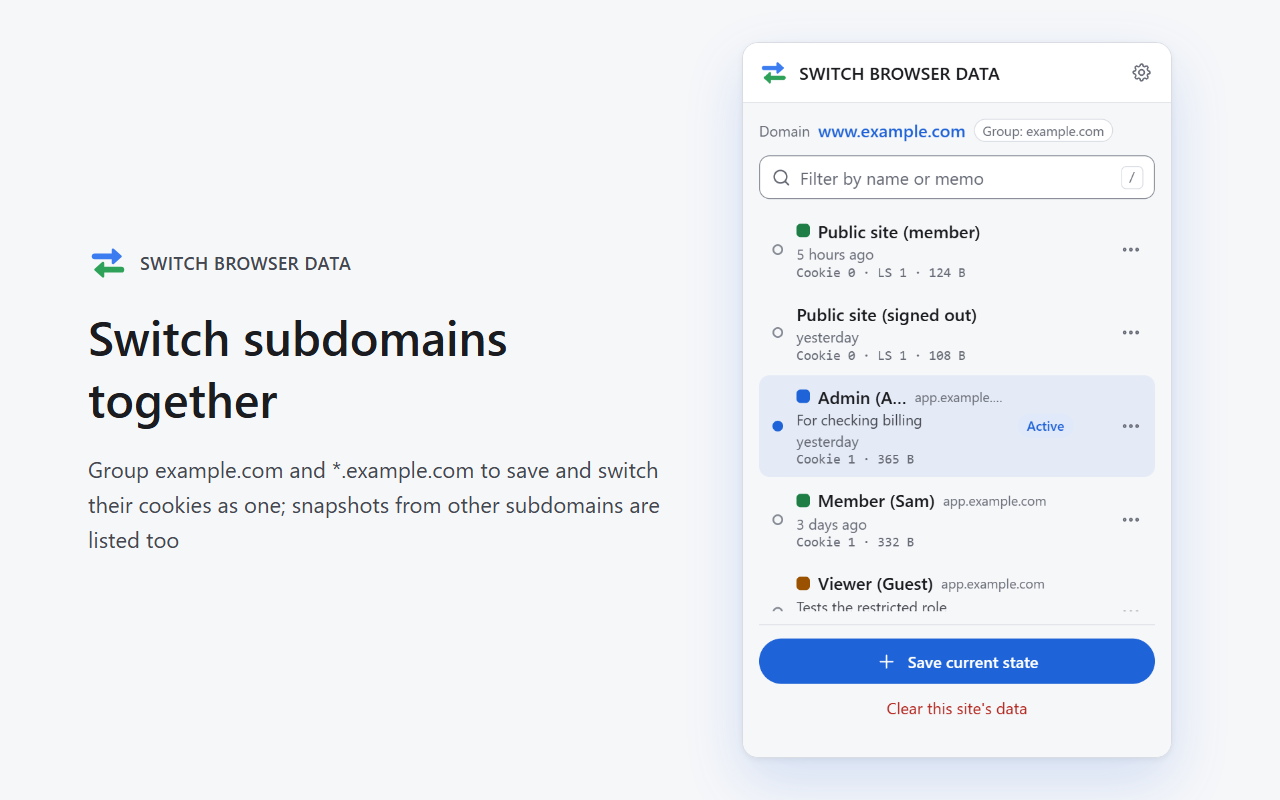 SWITCH BROWSER DATA
Switch subdomains
together
Group example.com and *.example.com to save and switch
their cookies as one; snapshots from other subdomains are
listed too
SWITCH BROWSER DATA
Domain www.example.com Group: example.com
Filter by name or memo /
Public site (member)
5 hours ago
Cookie 0 · LS 1 · 124 B
Public site (signed out)
yesterday
Cookie 0 · LS 1 · 108 B
Admin (A... app.example....
For checking billing
Active
yesterday
Cookie 1 · 365 B
Member (Sam) app.example.com
3 days ago
Cookie 1 · 332 B
Viewer (Guest) app.example.com
Tests the restricted role
+ Save current state
Clear this site's data